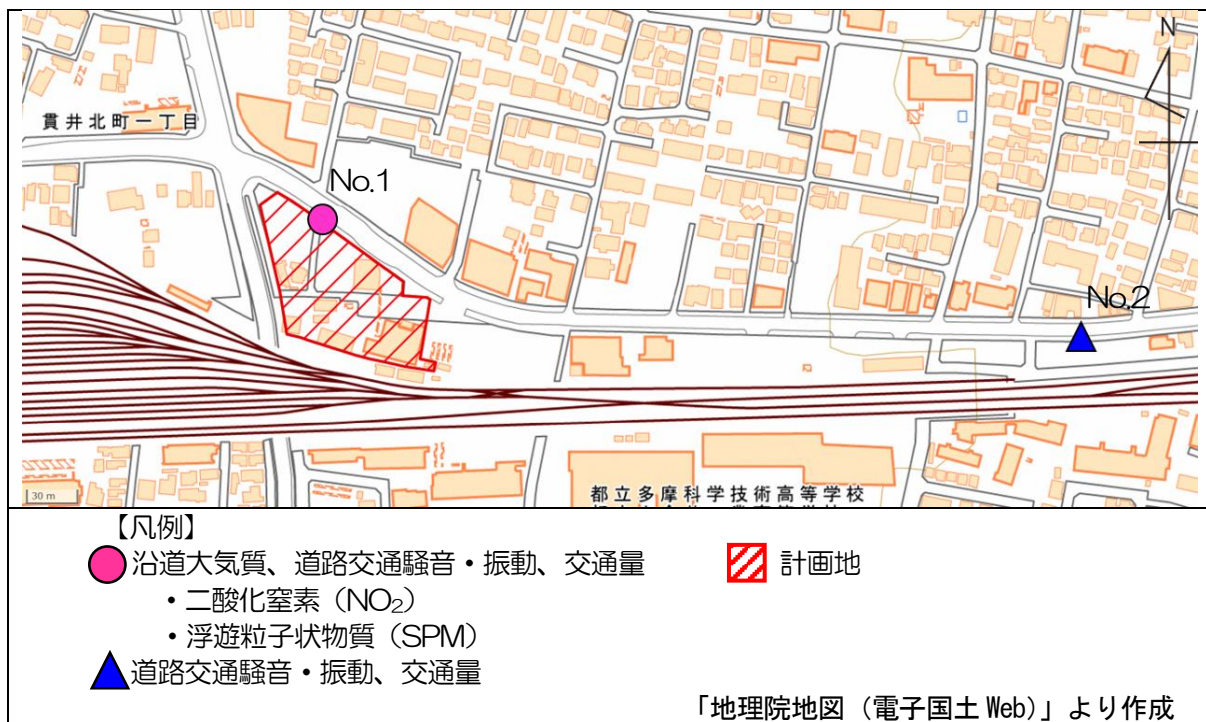 N
貫井北町一丁目
No.1
No.2
30 m
都立多摩科学技術高等学校
【凡例】
沿道大気質、道路交通騒音・振動、交通量
計画地
・二酸化窒素（NO₂）
・浮遊粒子状物質（SPM）
道路交通騒音・振動、交通量
「地理院地図（電子国土Web）」より作成